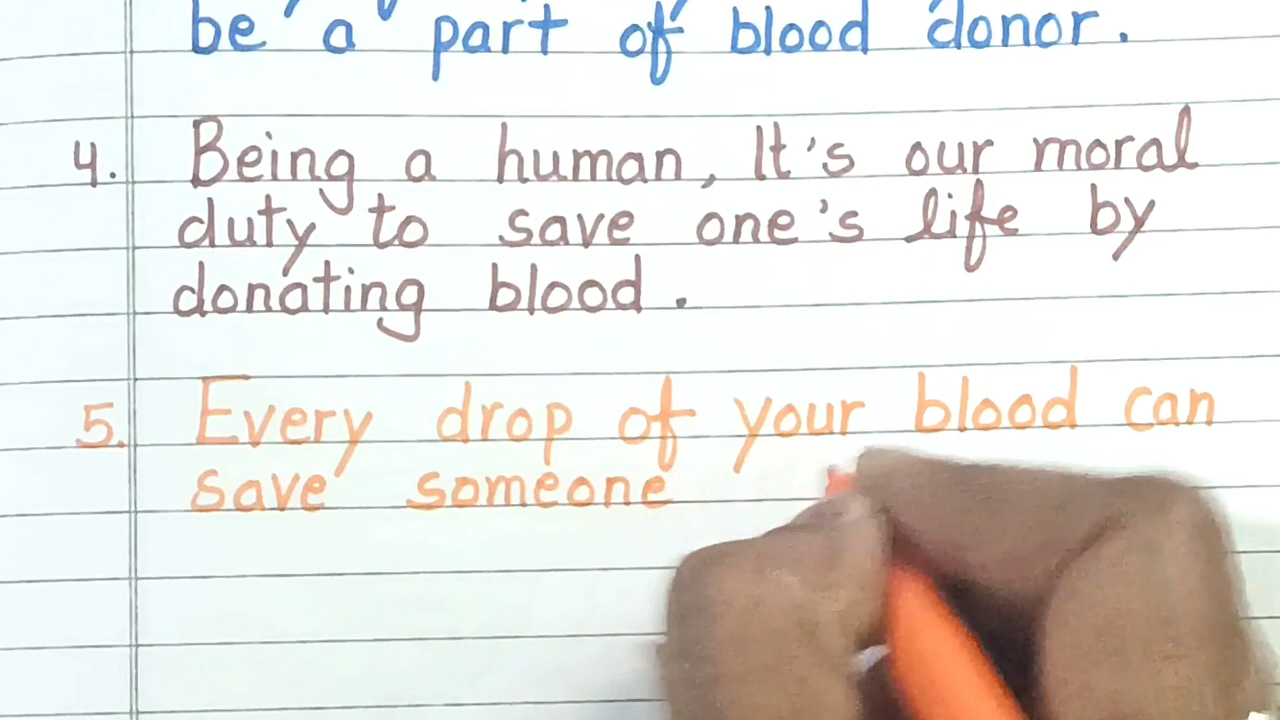 be a part of blood donor.
4. Being a human, It's our moral
duty to save one's life by
donating blood.
5. Every drop of your blood can
save someone